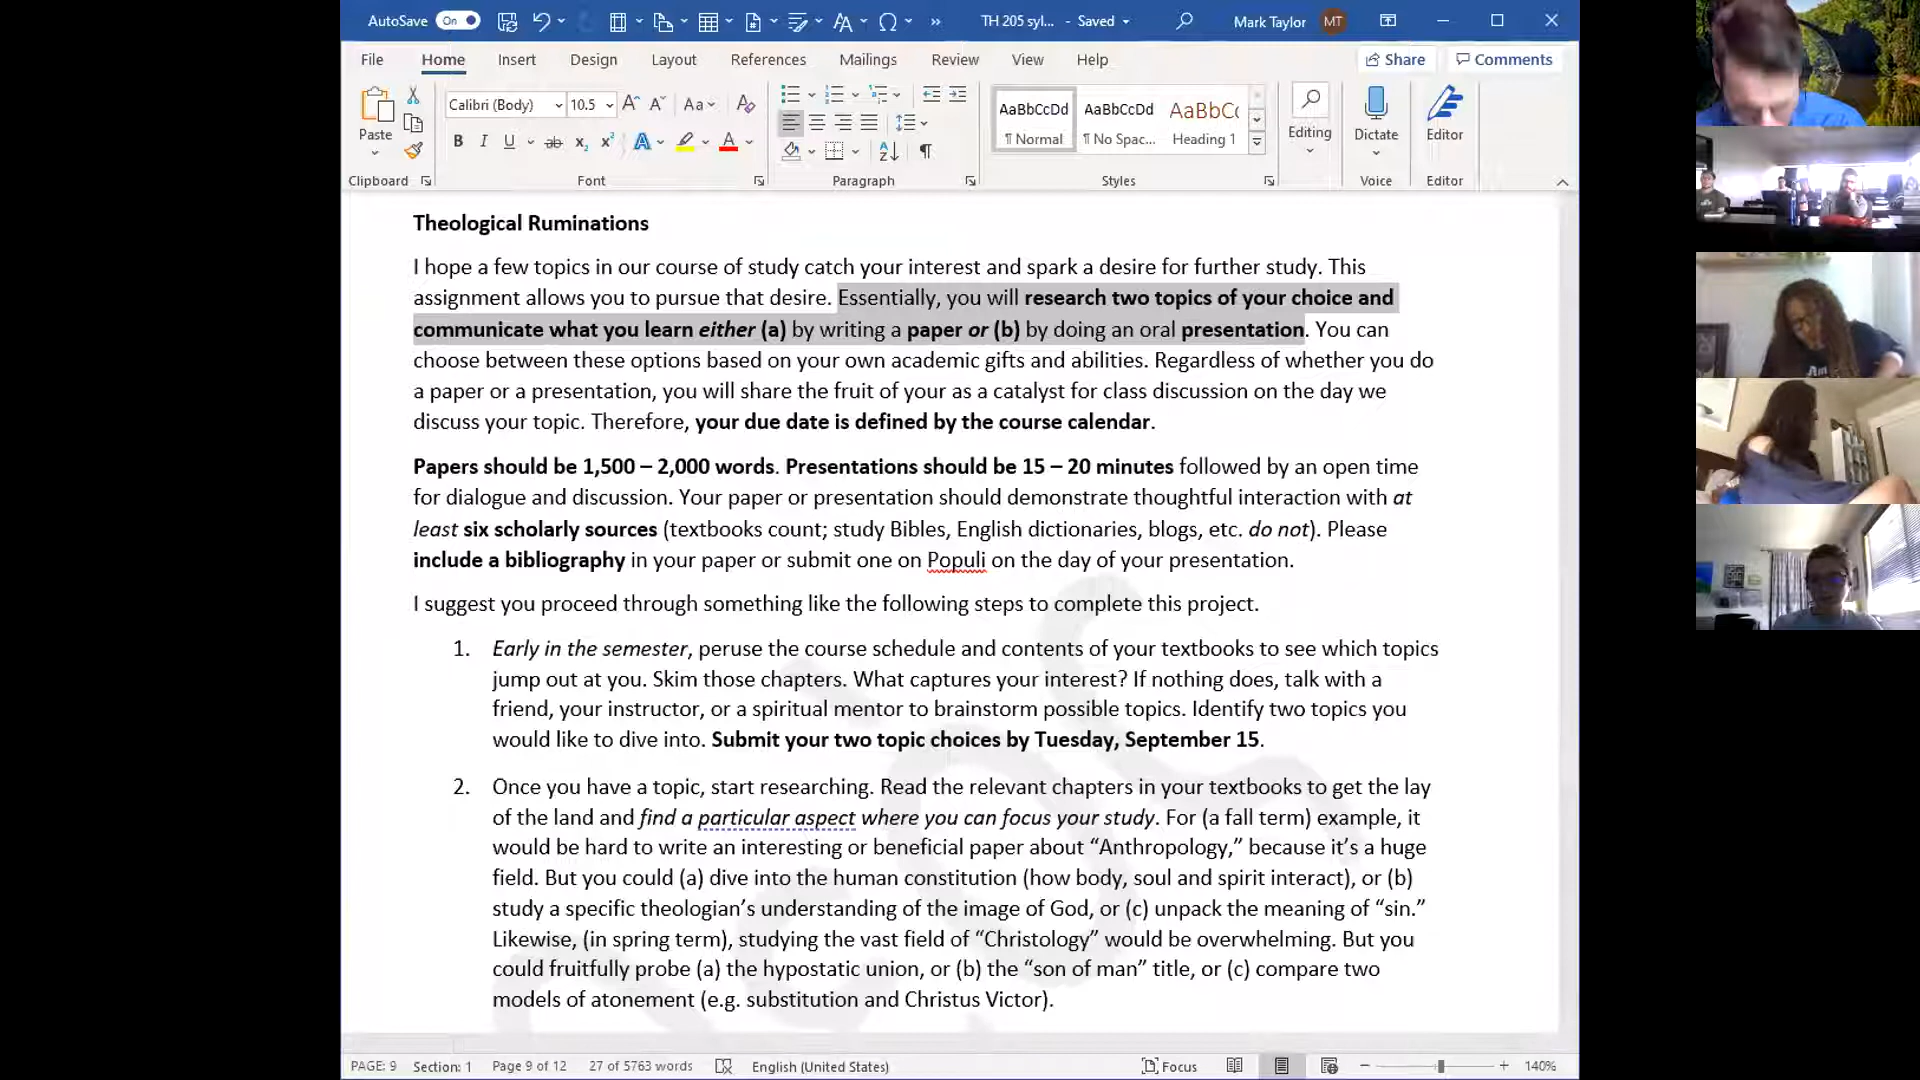 AutoSave On TH 205 syl... - Saved Mark Taylor MT
File Home Insert Design Layout References Mailings Review View Help Share Comments
Calibri (Body) 10.5 Aa
AaBbCcDd AaBbCcDd AaBbCc
Paste Editing Dictate Editor
¶ Normal ¶ No Spac... Heading 1
Clipboard Font Paragraph Styles Voice Editor
Theological Ruminations
I hope a few topics in our course of study catch your interest and spark a desire for further study. This
assignment allows you to pursue that desire. Essentially, you will research two topics of your choice and
communicate what you learn either (a) by writing a paper or (b) by doing an oral presentation. You can
choose between these options based on your own academic gifts and abilities. Regardless of whether you do
a paper or a presentation, you will share the fruit of your as a catalyst for class discussion on the day we
discuss your topic. Therefore, your due date is defined by the course calendar.
Papers should be 1,500 – 2,000 words. Presentations should be 15 – 20 minutes followed by an open time
for dialogue and discussion. Your paper or presentation should demonstrate thoughtful interaction with at
least six scholarly sources (textbooks count; study Bibles, English dictionaries, blogs, etc. do not). Please
include a bibliography in your paper or submit one on Populi on the day of your presentation.
I suggest you proceed through something like the following steps to complete this project.
1. Early in the semester, peruse the course schedule and contents of your textbooks to see which topics
jump out at you. Skim those chapters. What captures your interest? If nothing does, talk with a
friend, your instructor, or a spiritual mentor to brainstorm possible topics. Identify two topics you
would like to dive into. Submit your two topic choices by Tuesday, September 15.
2. Once you have a topic, start researching. Read the relevant chapters in your textbooks to get the lay
of the land and find a particular aspect where you can focus your study. For (a fall term) example, it
would be hard to write an interesting or beneficial paper about “Anthropology,” because it’s a huge
field. But you could (a) dive into the human constitution (how body, soul and spirit interact), or (b)
study a specific theologian’s understanding of the image of God, or (c) unpack the meaning of “sin.”
Likewise, (in spring term), studying the vast field of “Christology” would be overwhelming. But you
could fruitfully probe (a) the hypostatic union, or (b) the “son of man” title, or (c) compare two
models of atonement (e.g. substitution and Christus Victor).
PAGE: 9 Section: 1 Page 9 of 12 27 of 5763 words English (United States) Focus 140%